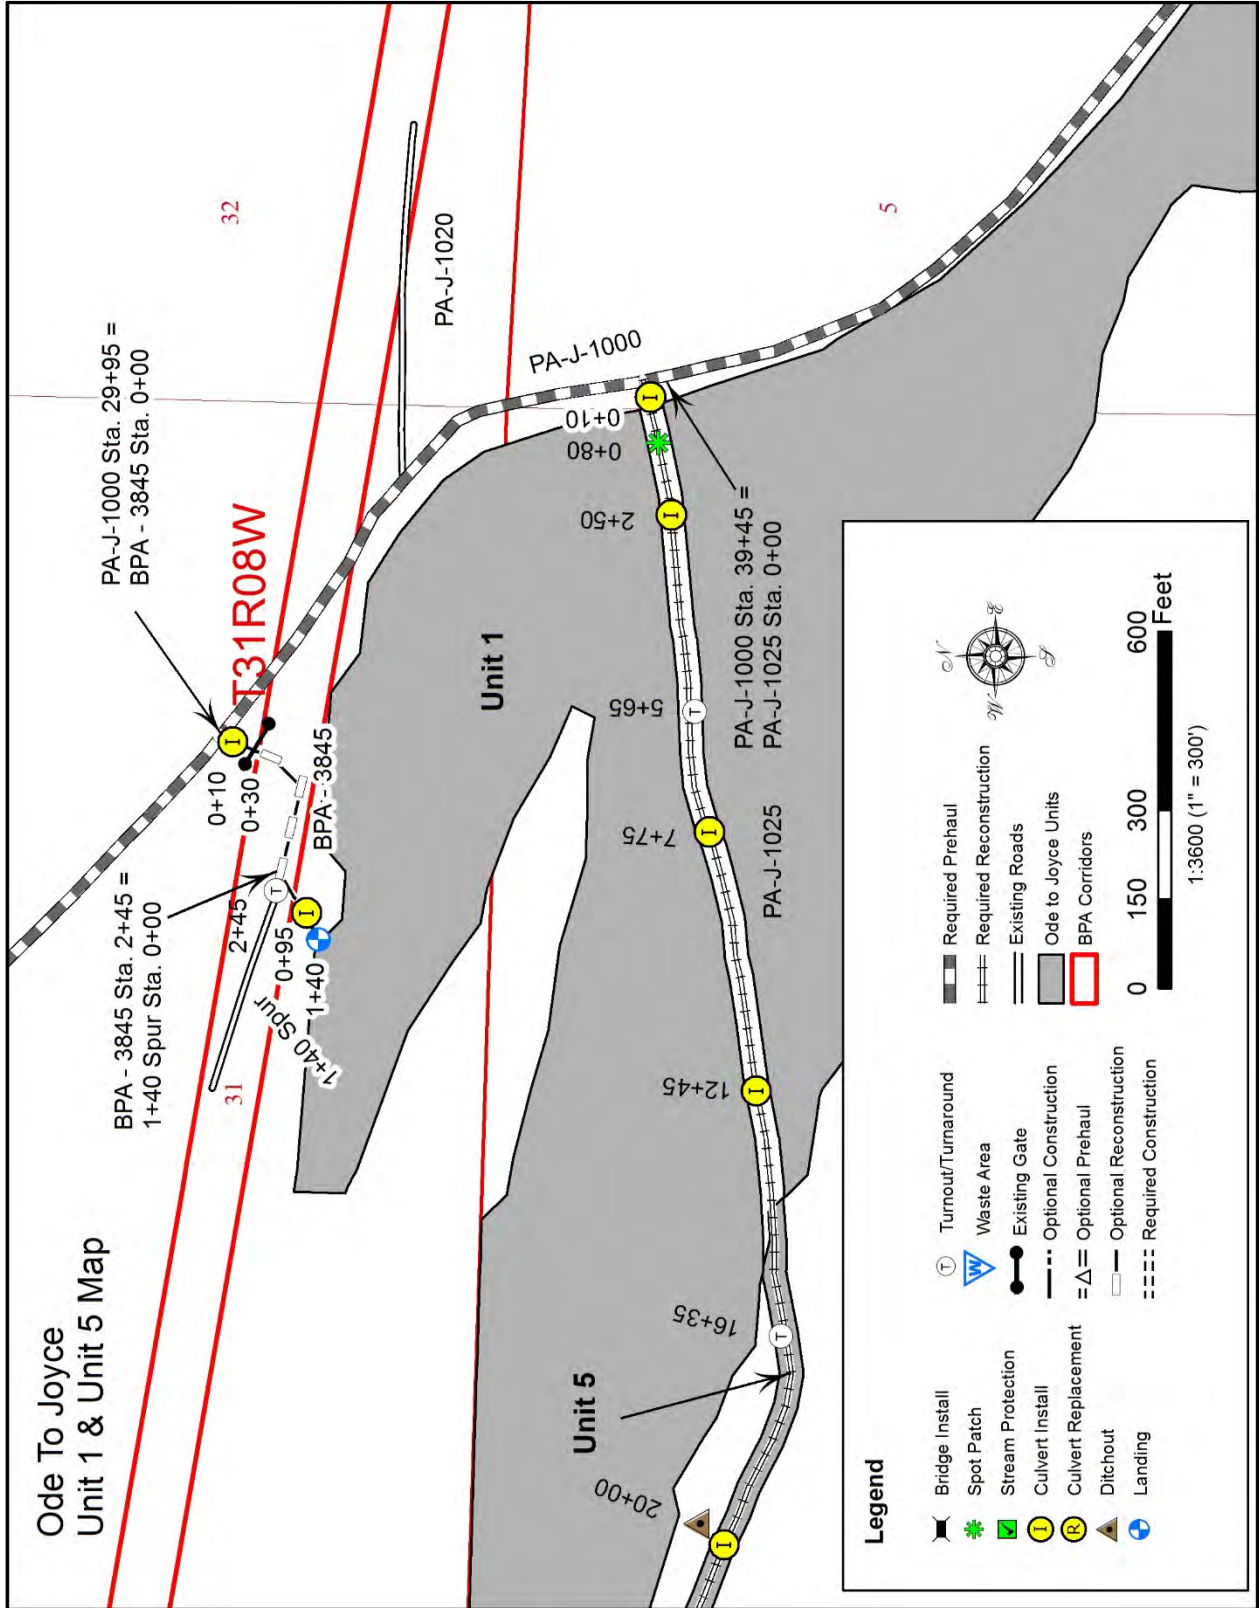 Ode To Joyce
Unit 1 & Unit 5 Map
BPA - 3845 Sta. 2+45 =
1+40 Spur Sta. 0+00
PA-J-1000 Sta. 29+95 =
BPA - 3845 Sta. 0+00
31
32
T31R08W
0+10
0+30
2+45
0+95
1+40
1+40 Spur
BPA - 3845
PA-J-1020
PA-J-1000
Unit 1
5
0+10
0+80
2+50
5+65
7+75
12+45
16+35
20+00
Unit 5
PA-J-1025
PA-J-1000 Sta. 39+45 =
PA-J-1025 Sta. 0+00
I
I
I
I
I
I
I
T
T
T
Legend
Bridge Install
Spot Patch
Stream Protection
I Culvert Install
R Culvert Replacement
Ditchout
Landing
T Turnout/Turnaround
W Waste Area
Existing Gate
Optional Construction
Optional Prehaul
Optional Reconstruction
Required Construction
Required Prehaul
Required Reconstruction
Existing Roads
Ode to Joyce Units
BPA Corridors
N
E
S
W
0 150 300 600
Feet
1:3600 (1" = 300')